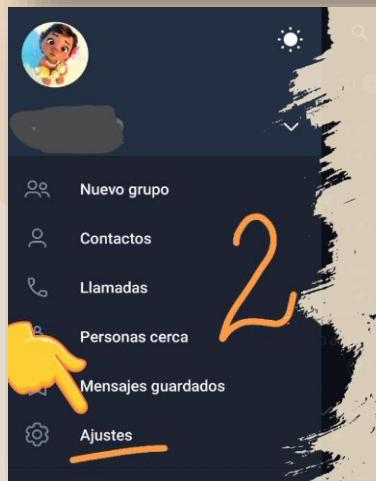 Nuevo grupo
Contactos
2
Llamadas
Personas cerca
Mensajes guardados
Ajustes